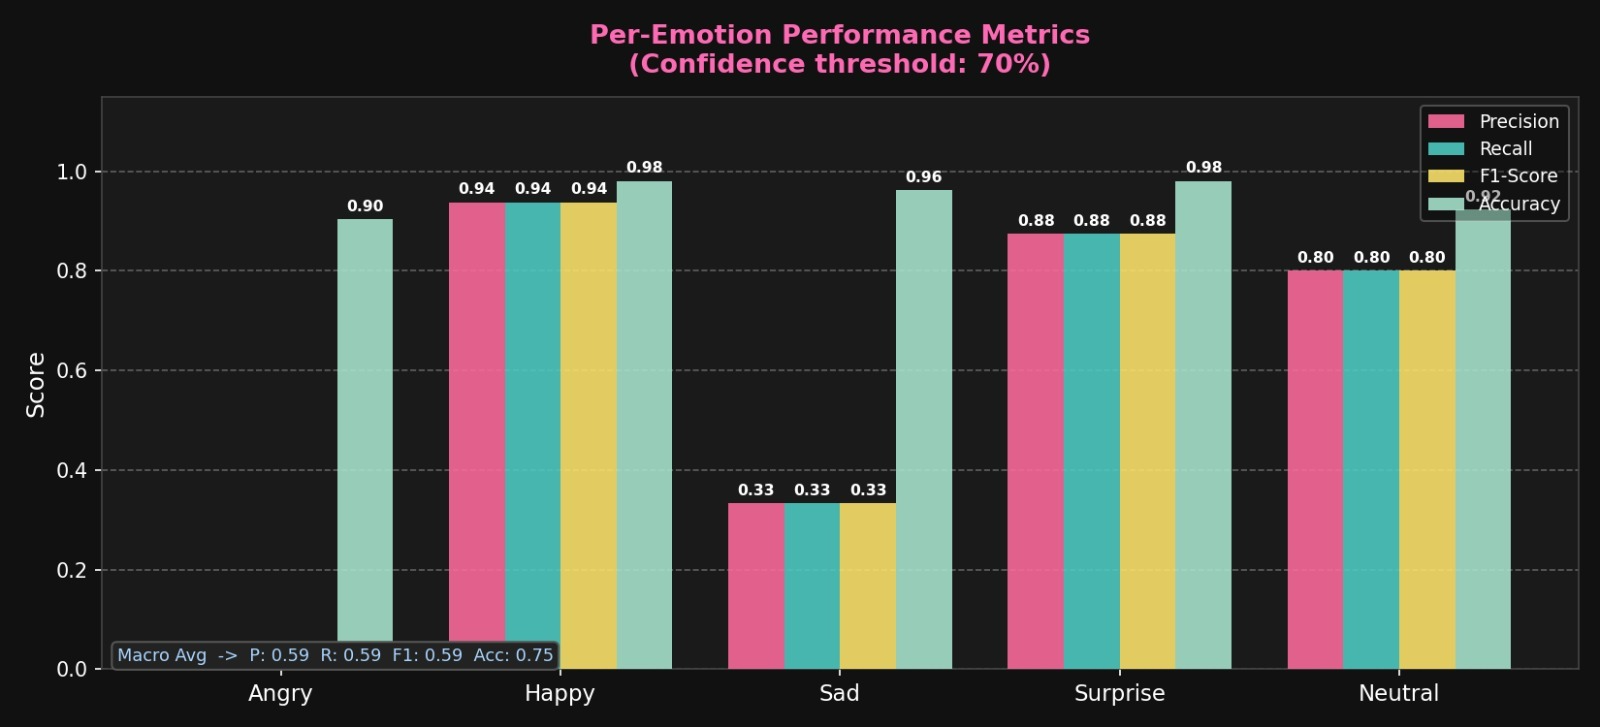 Per-Emotion Performance Metrics
(Confidence threshold: 70%)
Precision
Recall
F1-Score
Accuracy
Score
1.0
0.8
0.6
0.4
0.2
0.0
0.90
0.94 0.94 0.94 0.98
0.33 0.33 0.33 0.96
0.88 0.88 0.88 0.98
0.80 0.80 0.80 0.92
Macro Avg -> P: 0.59 R: 0.59 F1: 0.59 Acc: 0.75
Angry Happy Sad Surprise Neutral